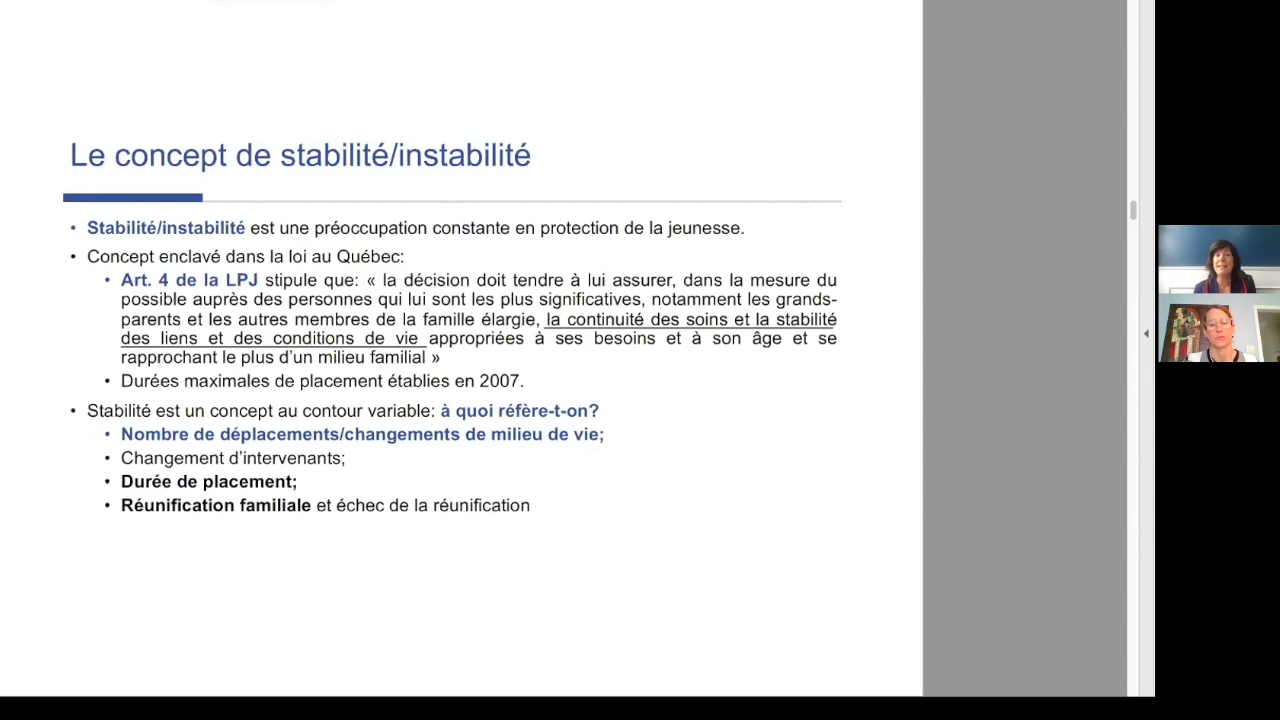 Le concept de stabilité/instabilité
• Stabilité/instabilité est une préoccupation constante en protection de la jeunesse.
• Concept enclavé dans la loi au Québec:
• Art. 4 de la LPJ stipule que: « la décision doit tendre à lui assurer, dans la mesure du
possible auprès des personnes qui lui sont les plus significatives, notamment les grands-
parents et les autres membres de la famille élargie, la continuité des soins et la stabilité
des liens et des conditions de vie appropriées à ses besoins et à son âge et se
rapprochant le plus d’un milieu familial »
• Durées maximales de placement établies en 2007.
• Stabilité est un concept au contour variable: à quoi réfère-t-on?
• Nombre de déplacements/changements de milieu de vie;
• Changement d’intervenants;
• Durée de placement;
• Réunification familiale et échec de la réunification